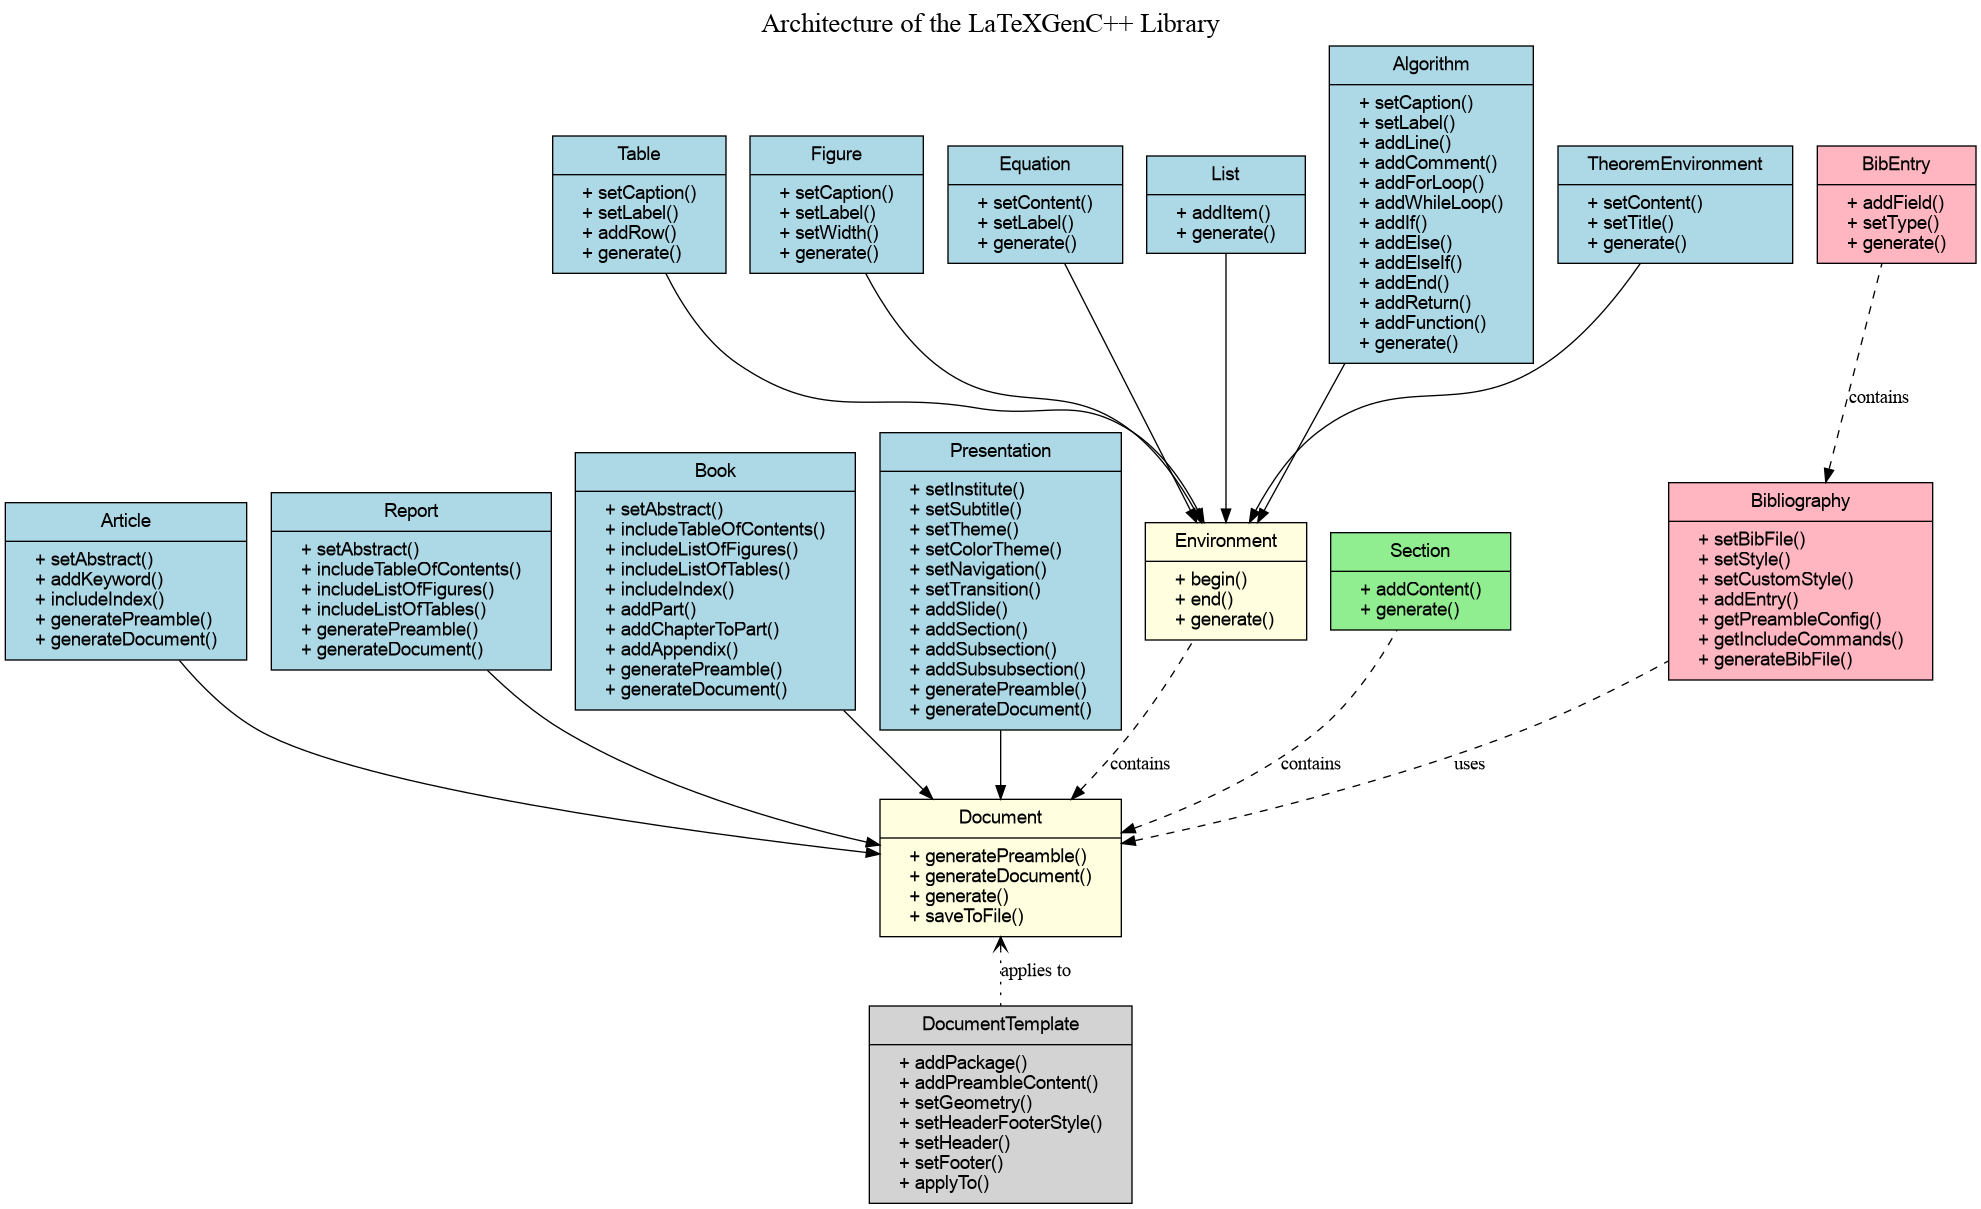 Architecture of the LaTeXGenC++ Library
Algorithm
+ setCaption()
+ setLabel()
+ addLine()
+ addComment()
+ addForLoop()
+ addWhileLoop()
+ addIf()
+ addElse()
+ addElseIf()
+ addEnd()
+ addReturn()
+ addFunction()
+ generate()
Table
+ setCaption()
+ setLabel()
+ addRow()
+ generate()
Figure
+ setCaption()
+ setLabel()
+ setWidth()
+ generate()
Equation
+ setContent()
+ setLabel()
+ generate()
List
+ addItem()
+ generate()
TheoremEnvironment
+ setContent()
+ setTitle()
+ generate()
BibEntry
+ addField()
+ setType()
+ generate()
contains
Article
+ setAbstract()
+ addKeyword()
+ includeIndex()
+ generatePreamble()
+ generateDocument()
Report
+ setAbstract()
+ includeTableOfContents()
+ includeListOfFigures()
+ includeListOfTables()
+ generatePreamble()
+ generateDocument()
Book
+ setAbstract()
+ includeTableOfContents()
+ includeListOfFigures()
+ includeListOfTables()
+ includeIndex()
+ addPart()
+ addChapterToPart()
+ addAppendix()
+ generatePreamble()
+ generateDocument()
Presentation
+ setInstitute()
+ setSubtitle()
+ setTheme()
+ setColorTheme()
+ setNavigation()
+ setTransition()
+ addSlide()
+ addSection()
+ addSubsection()
+ addSubsubsection()
+ generatePreamble()
+ generateDocument()
Environment
+ begin()
+ end()
+ generate()
Section
+ addContent()
+ generate()
Bibliography
+ setBibFile()
+ setStyle()
+ setCustomStyle()
+ addEntry()
+ getPreambleConfig()
+ getIncludeCommands()
+ generateBibFile()
contains
contains
uses
Document
+ generatePreamble()
+ generateDocument()
+ generate()
+ saveToFile()
applies to
DocumentTemplate
+ addPackage()
+ addPreambleContent()
+ setGeometry()
+ setHeaderFooterStyle()
+ setHeader()
+ setFooter()
+ applyTo()